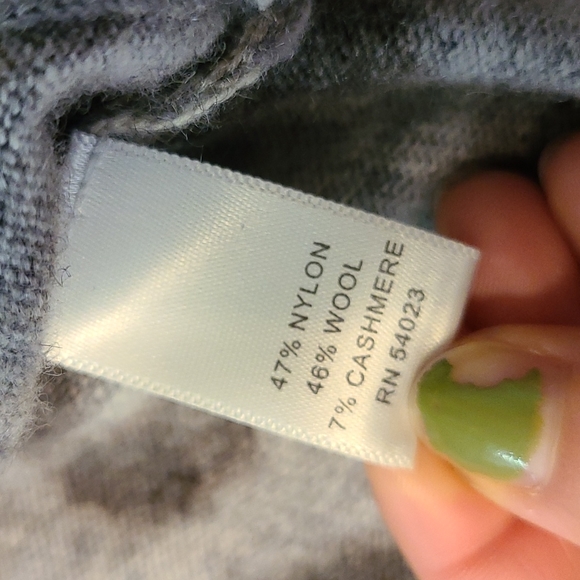 47% NYLON
46% WOOL
7% CASHMERE
RN 54023